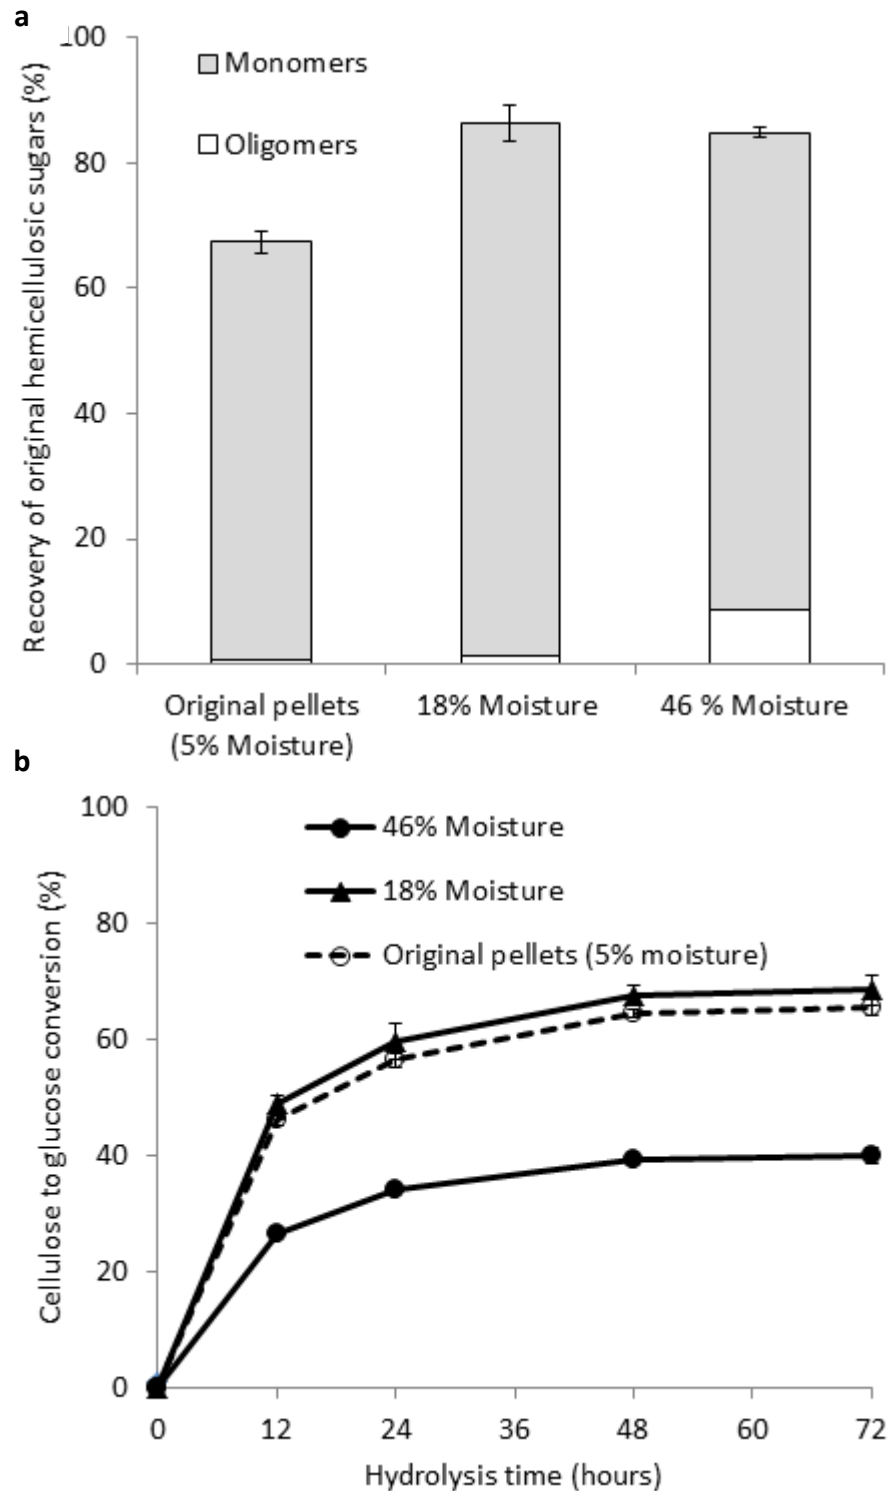 a
100
Monomers
Oligomers
80
60
40
20
0
Recovery of original hemicellulosic sugars (%)
Original pellets
(5% Moisture)
18% Moisture
46 % Moisture
b
100
46% Moisture
18% Moisture
Original pellets (5% moisture)
80
60
40
20
0
Cellulose to glucose conversion (%)
0 12 24 36 48 60 72
Hydrolysis time (hours)